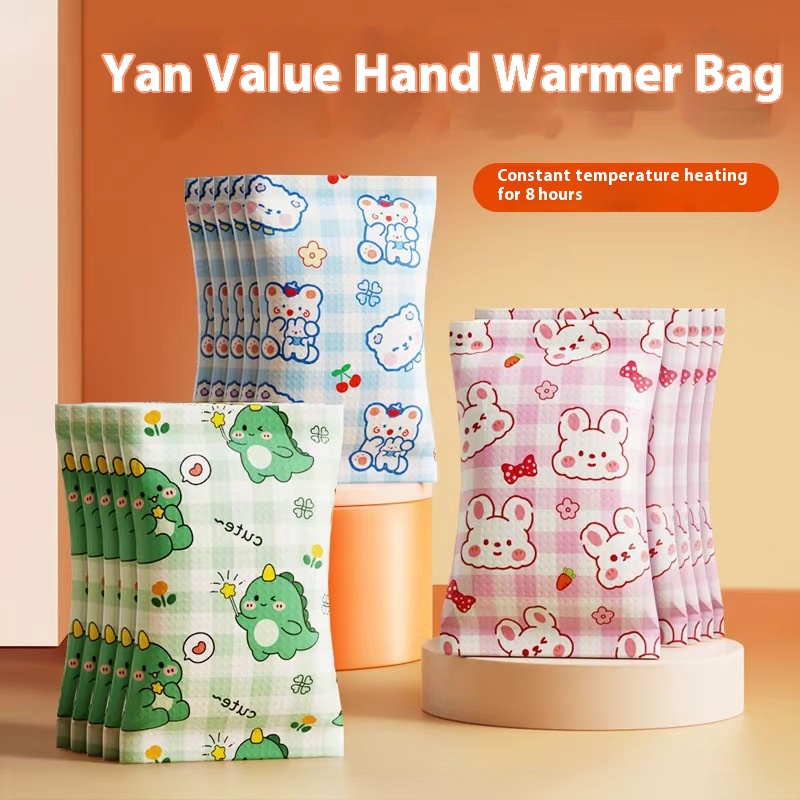 Yan Value Hand Warmer Bag
Constant temperature heating
for 8 hours
cute~
cute~